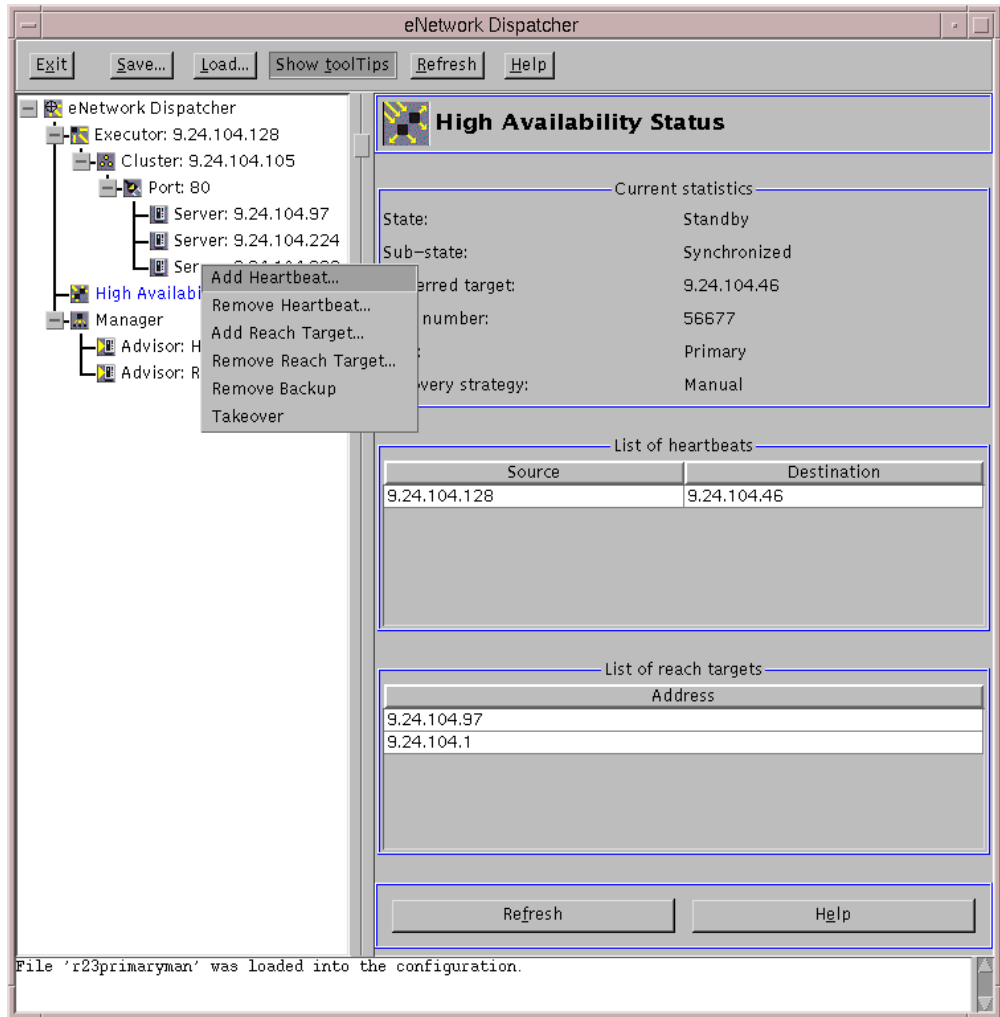 eNetwork Dispatcher
Exit Save... Load... Show toolTips Refresh Help
eNetwork Dispatcher
Executor: 9.24.104.128
Cluster: 9.24.104.105
Port: 80
Server: 9.24.104.97
Server: 9.24.104.224
Ser
High Availabi
Manager
Advisor: H
Advisor: R
Add Heartbeat...
Remove Heartbeat...
Add Reach Target...
Remove Reach Target...
Remove Backup
Takeover
High Availability Status
Current statistics
State: Standby
Sub-state: Synchronized
erred target: 9.24.104.46
number: 56677
: Primary
very strategy: Manual
List of heartbeats
Source Destination
9.24.104.128 9.24.104.46
List of reach targets
Address
9.24.104.97
9.24.104.1
Refresh Help
File 'r23primaryman' was loaded into the configuration.